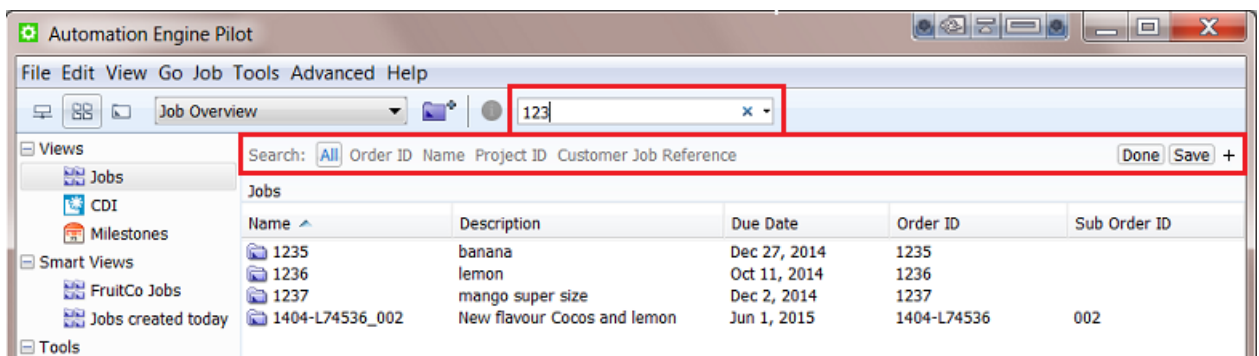 Automation Engine Pilot
File Edit View Go Job Tools Advanced Help
Job Overview 123
Views
Search: All Order ID Name Project ID Customer Job Reference Done Save +
Jobs
Jobs
CDI
Name Description Due Date Order ID Sub Order ID
Milestones
1235 banana Dec 27, 2014 1235
Smart Views
1236 lemon Oct 11, 2014 1236
FruitCo Jobs
1237 mango super size Dec 2, 2014 1237
Jobs created today
1404-L74536_002 New flavour Cocos and lemon Jun 1, 2015 1404-L74536 002
Tools